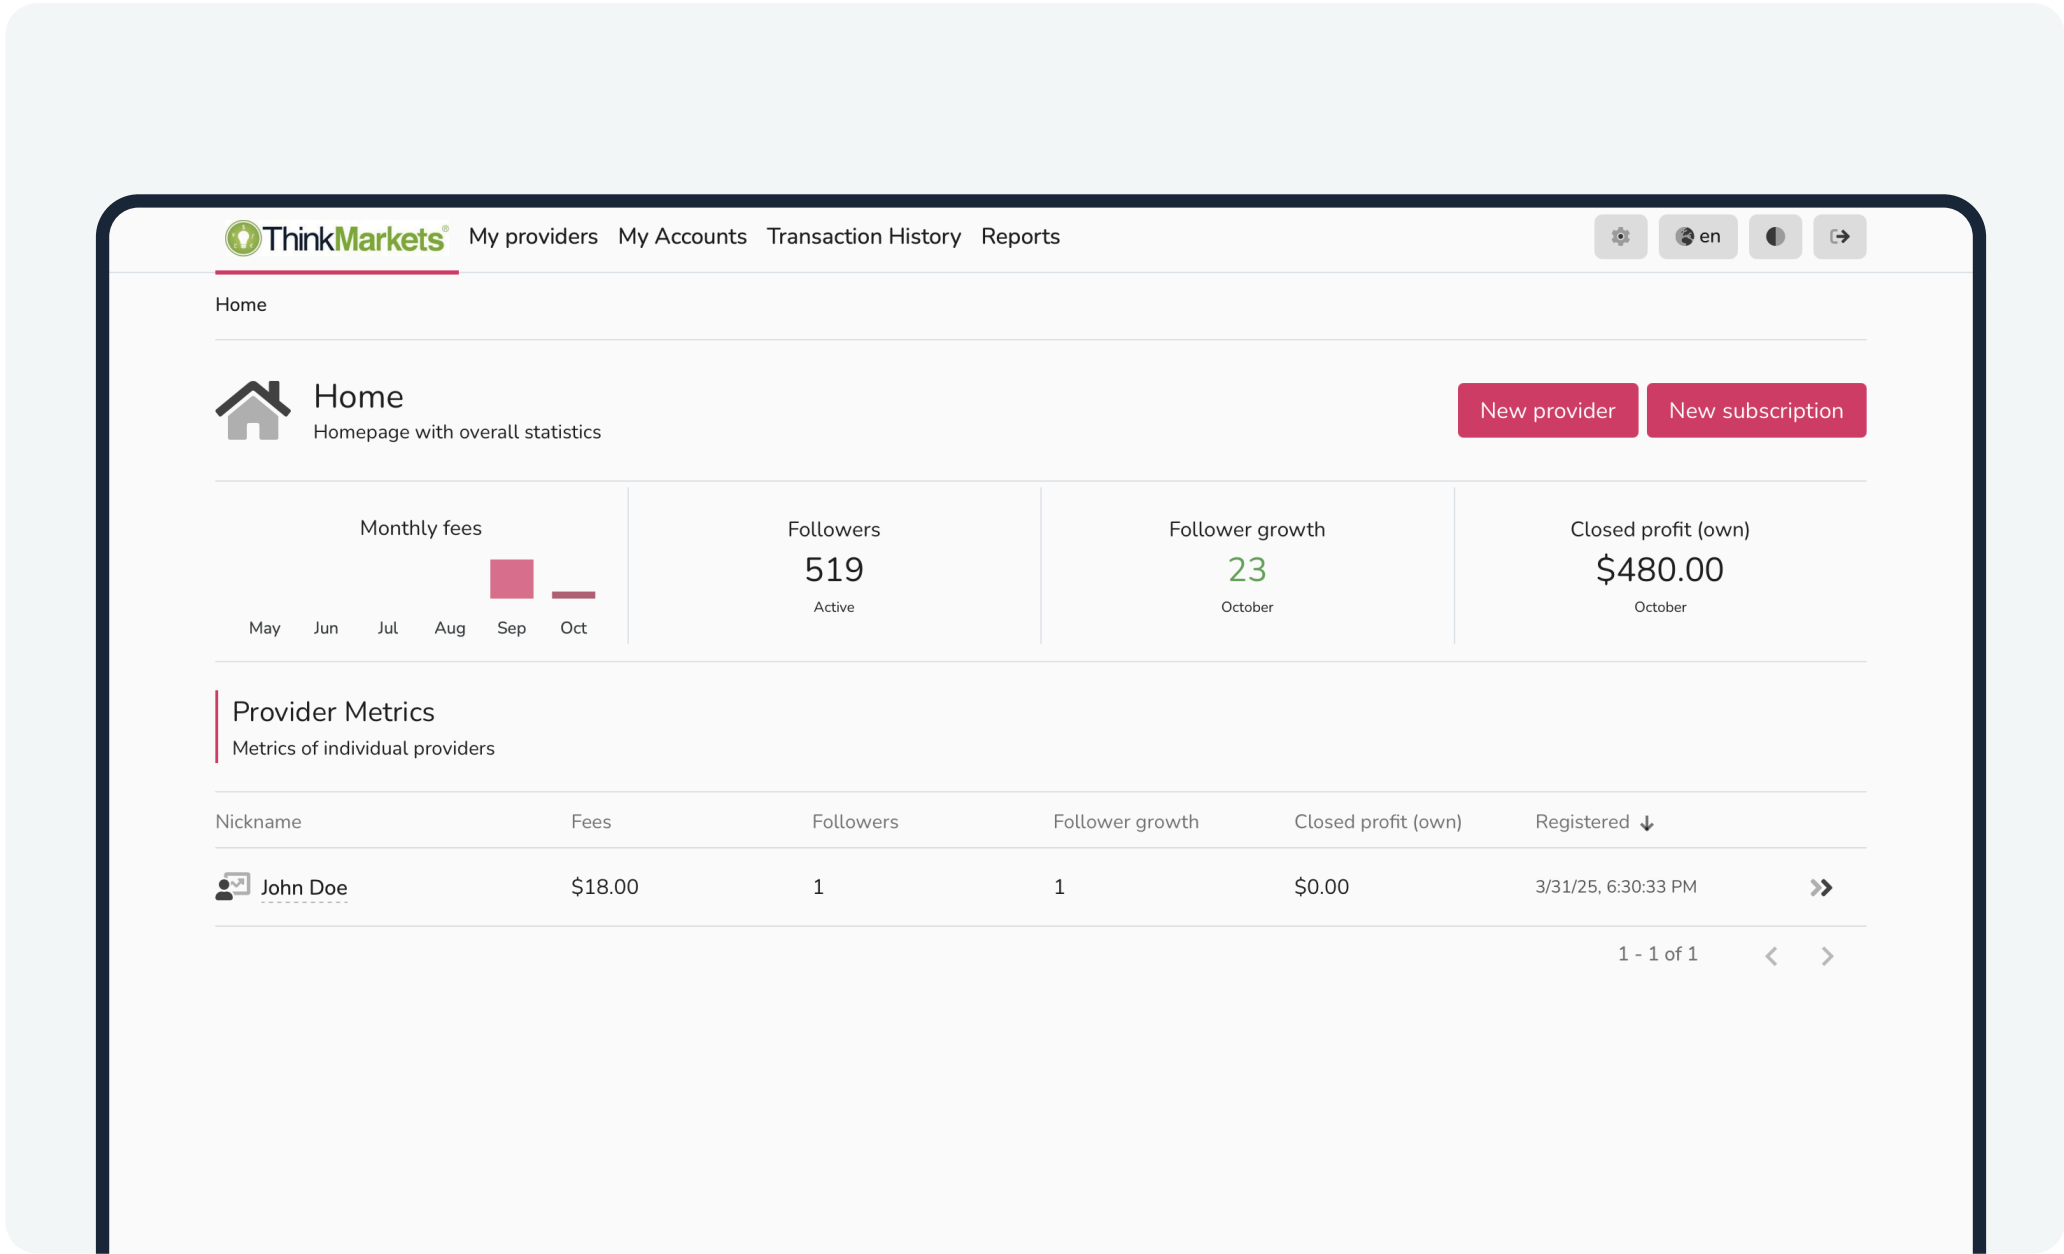 ThinkMarkets® My providers My Accounts Transaction History Reports en
Home
Home
Homepage with overall statistics
New provider New subscription
Monthly fees
May Jun Jul Aug Sep Oct
Followers
519
Active
Follower growth
23
October
Closed profit (own)
$480.00
October
Provider Metrics
Metrics of individual providers
Nickname Fees Followers Follower growth Closed profit (own) Registered
John Doe $18.00 1 1 $0.00 3/31/25, 6:30:33 PM
1 - 1 of 1